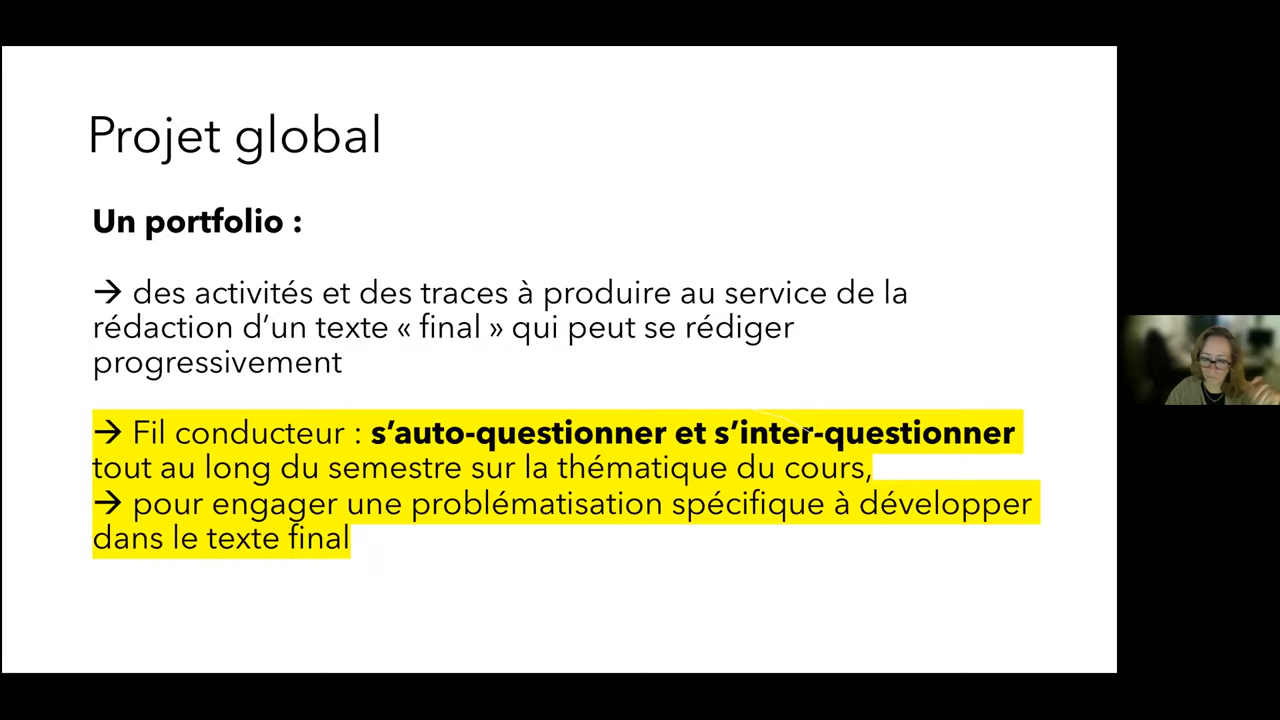 Projet global
Un portfolio :
→ des activités et des traces à produire au service de la
rédaction d’un texte « final » qui peut se rédiger
progressivement
→ Fil conducteur : s’auto-questionner et s’inter-questionner
tout au long du semestre sur la thématique du cours,
→ pour engager une problématisation spécifique à développer
dans le texte final